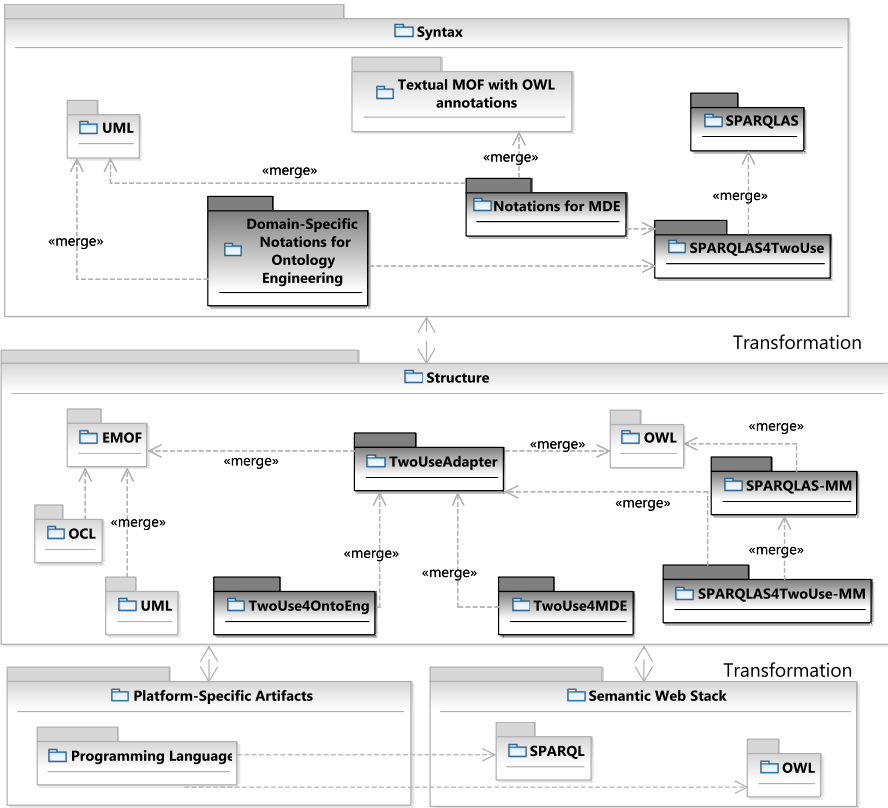 Syntax
Textual MOF with OWL
annotations
UML
SPARQLAS
«merge»
«merge»
«merge»
Notations for MDE
Domain-Specific
Notations for
Ontology
Engineering
«merge»
SPARQLAS4TwoUse
Transformation
Structure
EMOF
OWL
«merge»
«merge»
«merge»
TwoUseAdapter
SPARQLAS-MM
«merge»
OCL
«merge»
«merge»
«merge»
«merge»
UML
TwoUse4OntoEng
TwoUse4MDE
SPARQLAS4TwoUse-MM
Transformation
Platform-Specific Artifacts
Semantic Web Stack
Programming Language
SPARQL
OWL